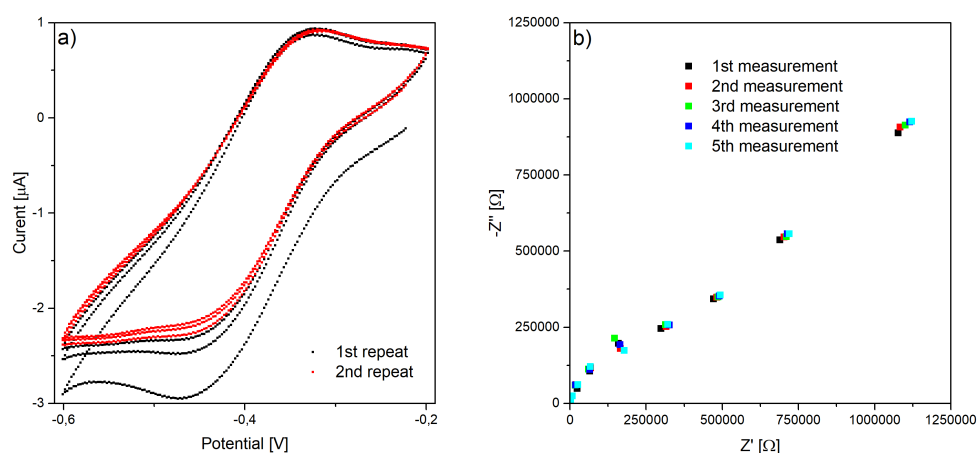 a)
1
0
-1
-2
-3
Curent [µA]
1st repeat
2nd repeat
-0,6
-0,4
-0,2
Potential [V]
b)
1250000
1000000
750000
500000
250000
0
-Z'' [Ω]
1st measurement
2nd measurement
3rd measurement
4th measurement
5th measurement
0
250000
500000
750000
1000000
1250000
Z' [Ω]